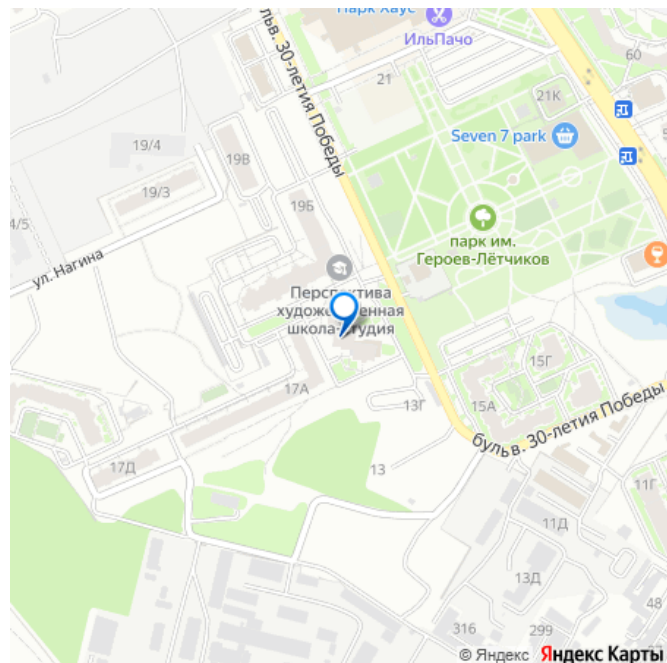 Парк Хаус
ИльПачо
60
бульв. 30-летия Победы
21
21К
Seven 7 park
19/4
19В
19/3
19Б
4/5
ул. Нагина
парк им.
Героев-Лётчиков
Перспектива
художественная
школа-студия
15Г
17А
13Г
15А
бульв. 30-летия Победы
17Д
13
11Г
11Д
13Д
48
316
299
© Яндекс Яндекс Карты